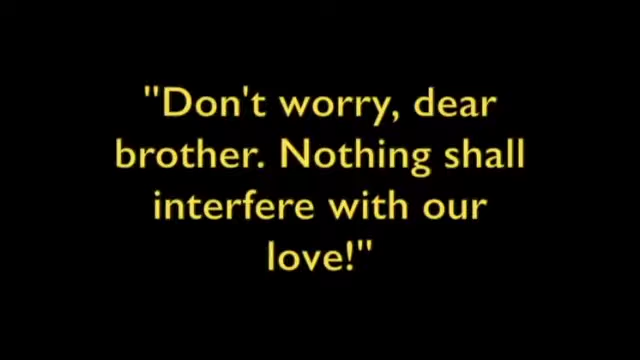 "Don't worry, dear
brother. Nothing shall
interfere with our
love!"